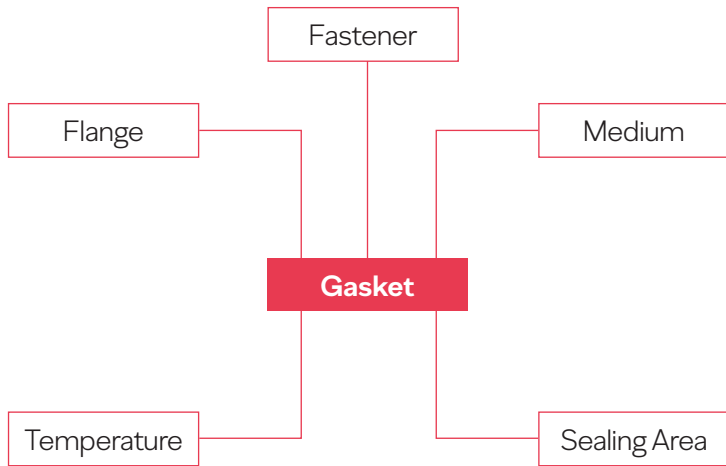 Fastener
Flange
Medium
Gasket
Temperature
Sealing Area